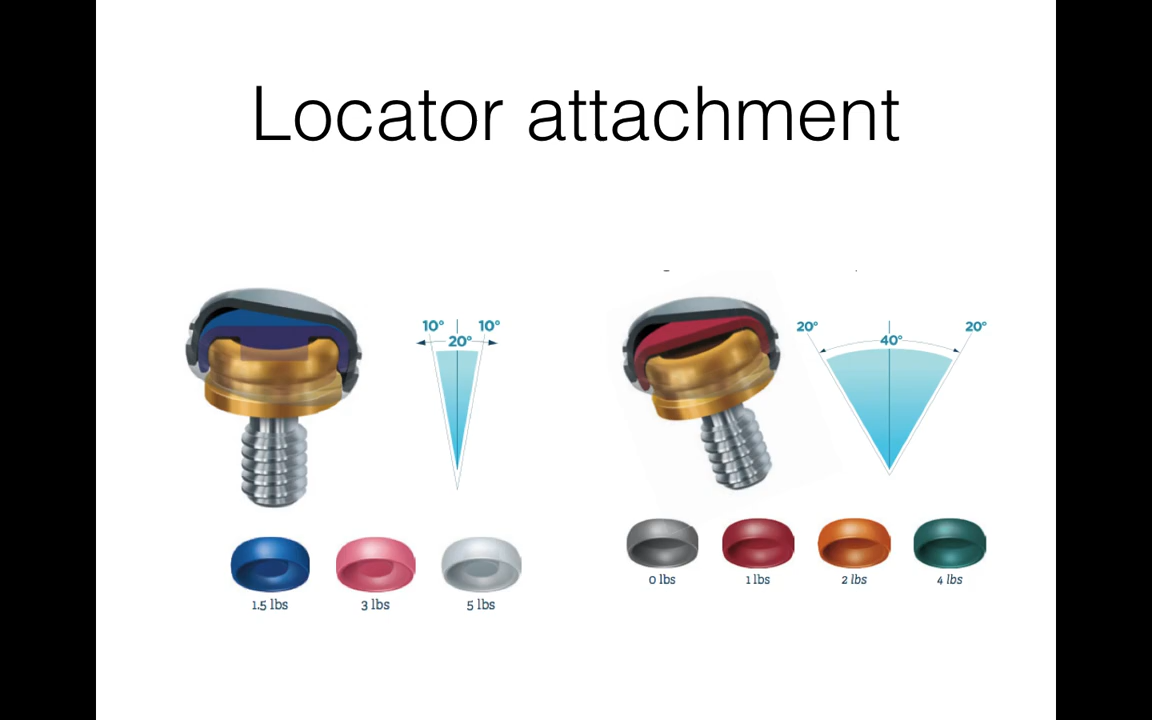 Locator attachment
10° 10°
20°
20° 20°
40°
1.5 lbs 3 lbs 5 lbs
0 lbs 1 lbs 2 lbs 4 lbs